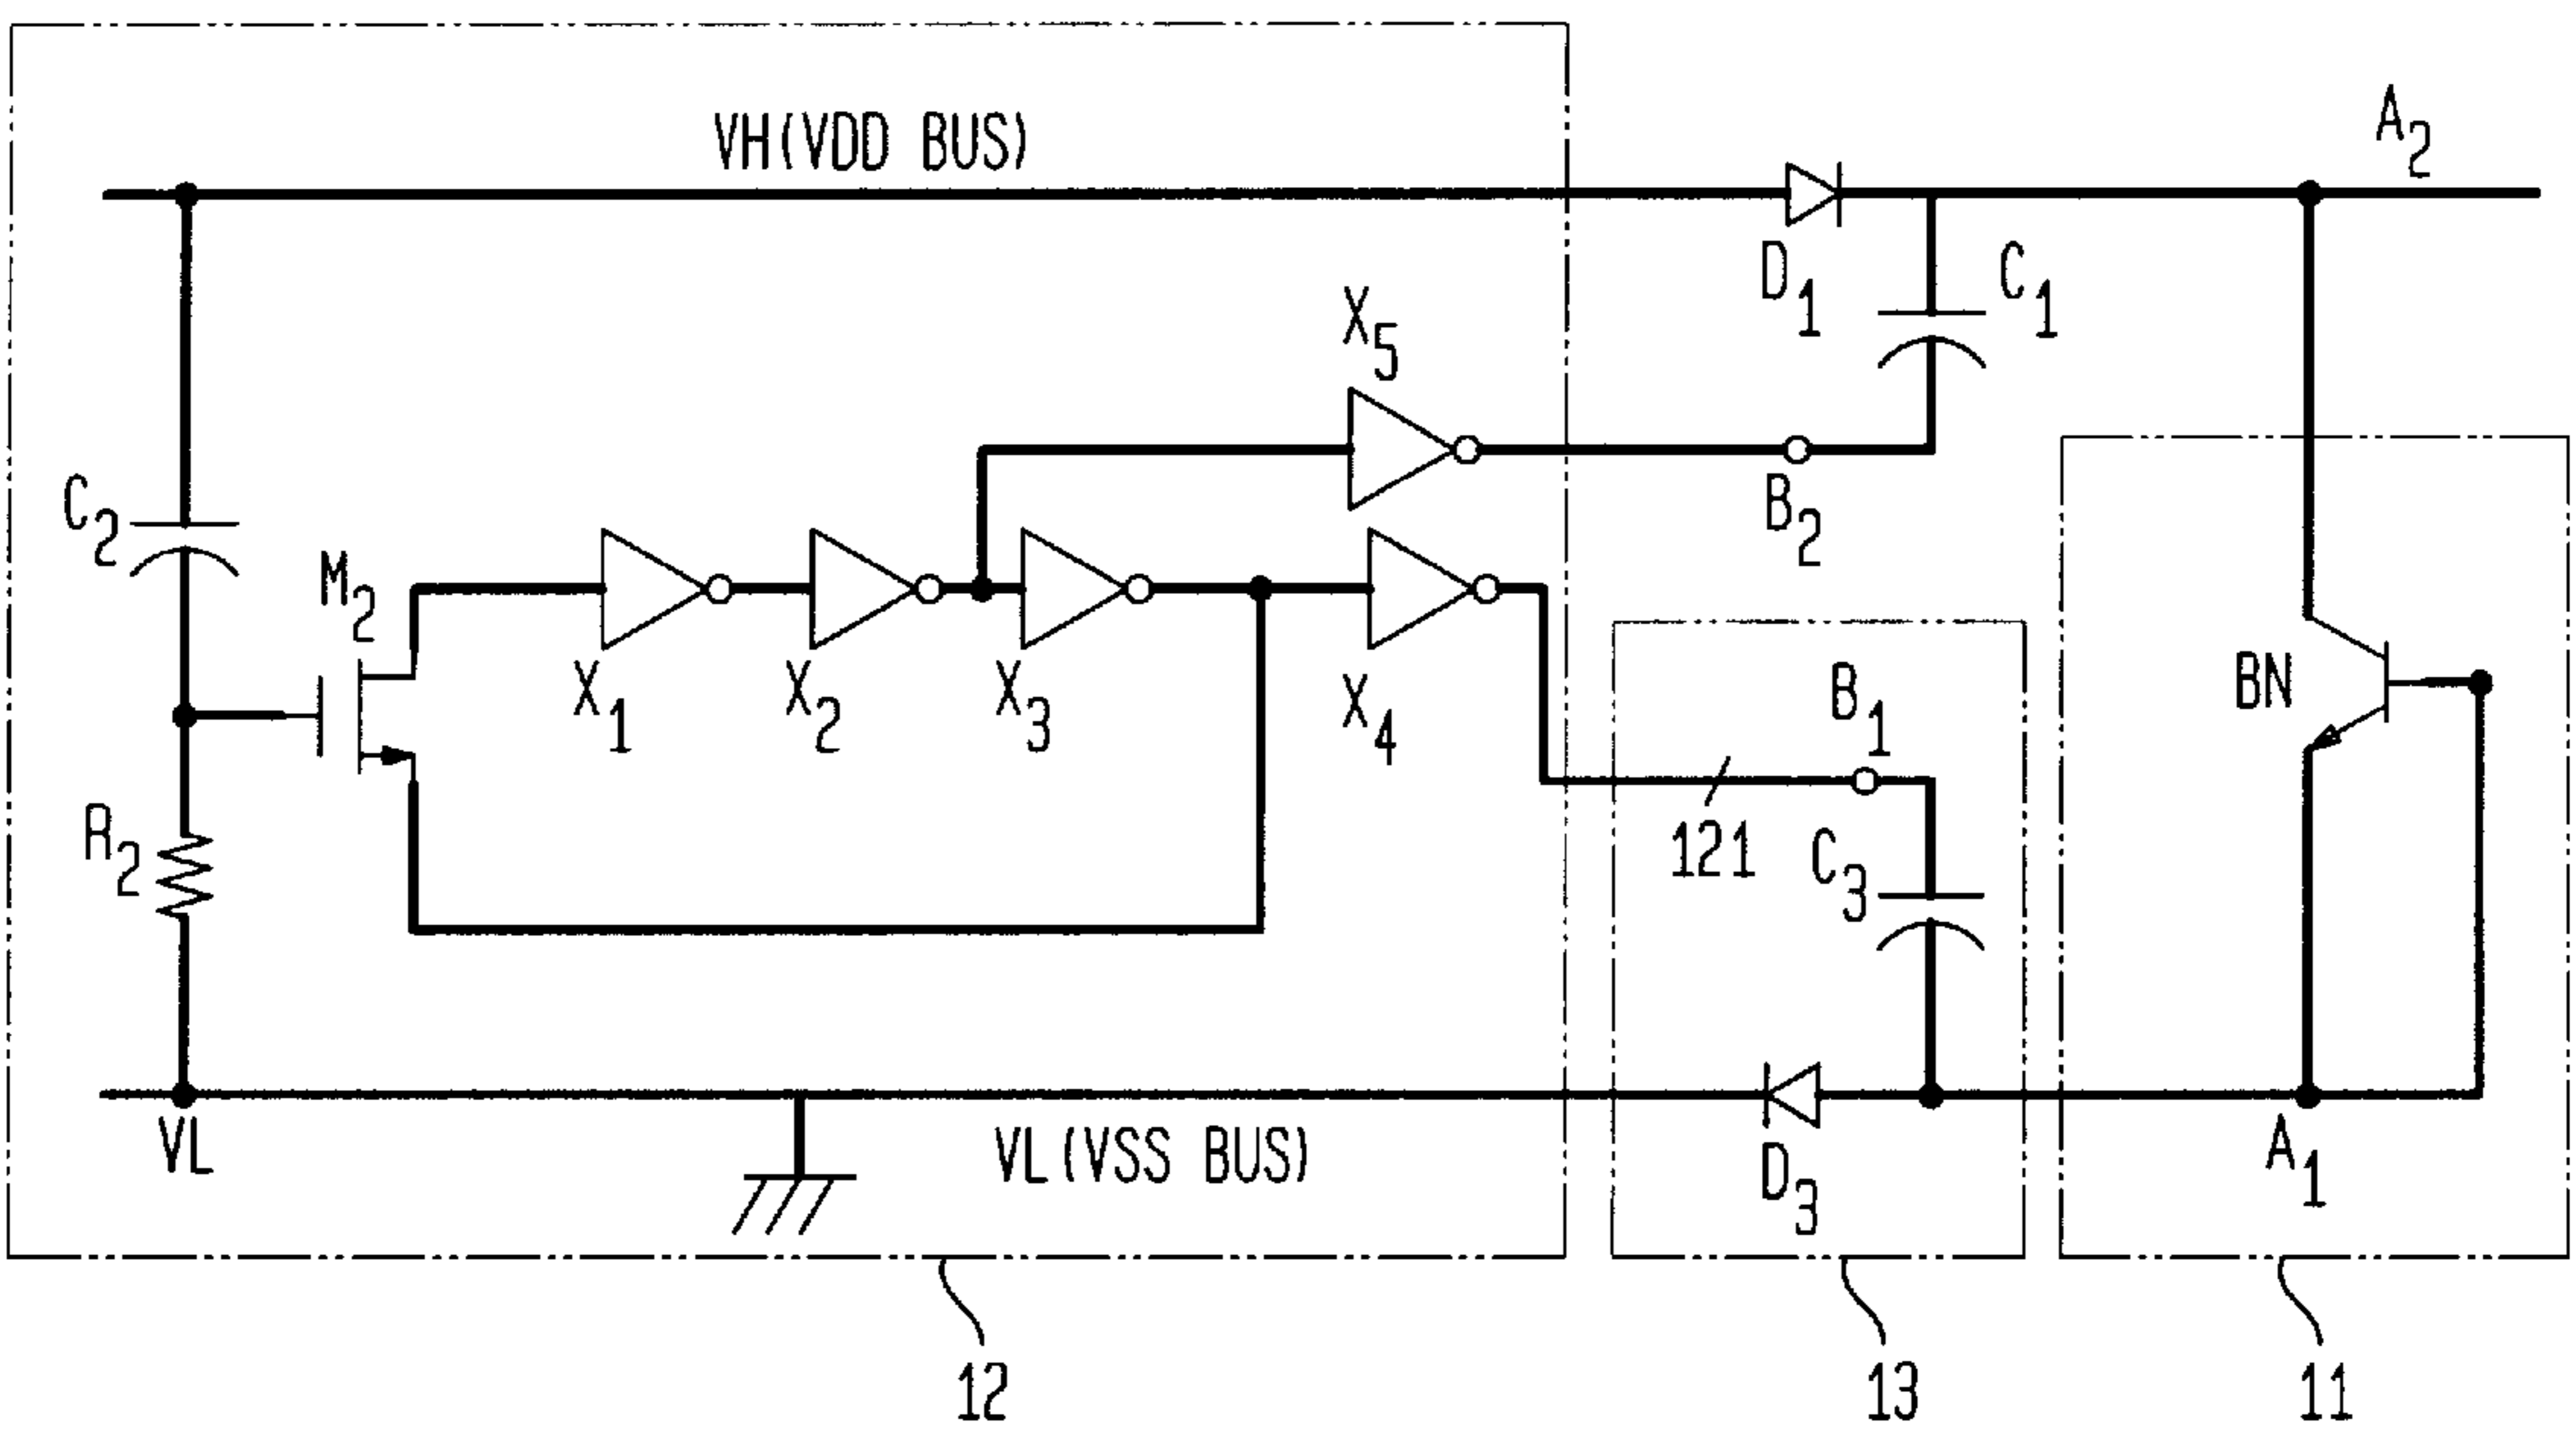 VH(VDD BUS)
A2
D1
C1
X5
C2
B2
M2
X1
X2
X3
X4
B1
BN
R2
121
C3
VL
VL(VSS BUS)
D3
A1
12
13
11